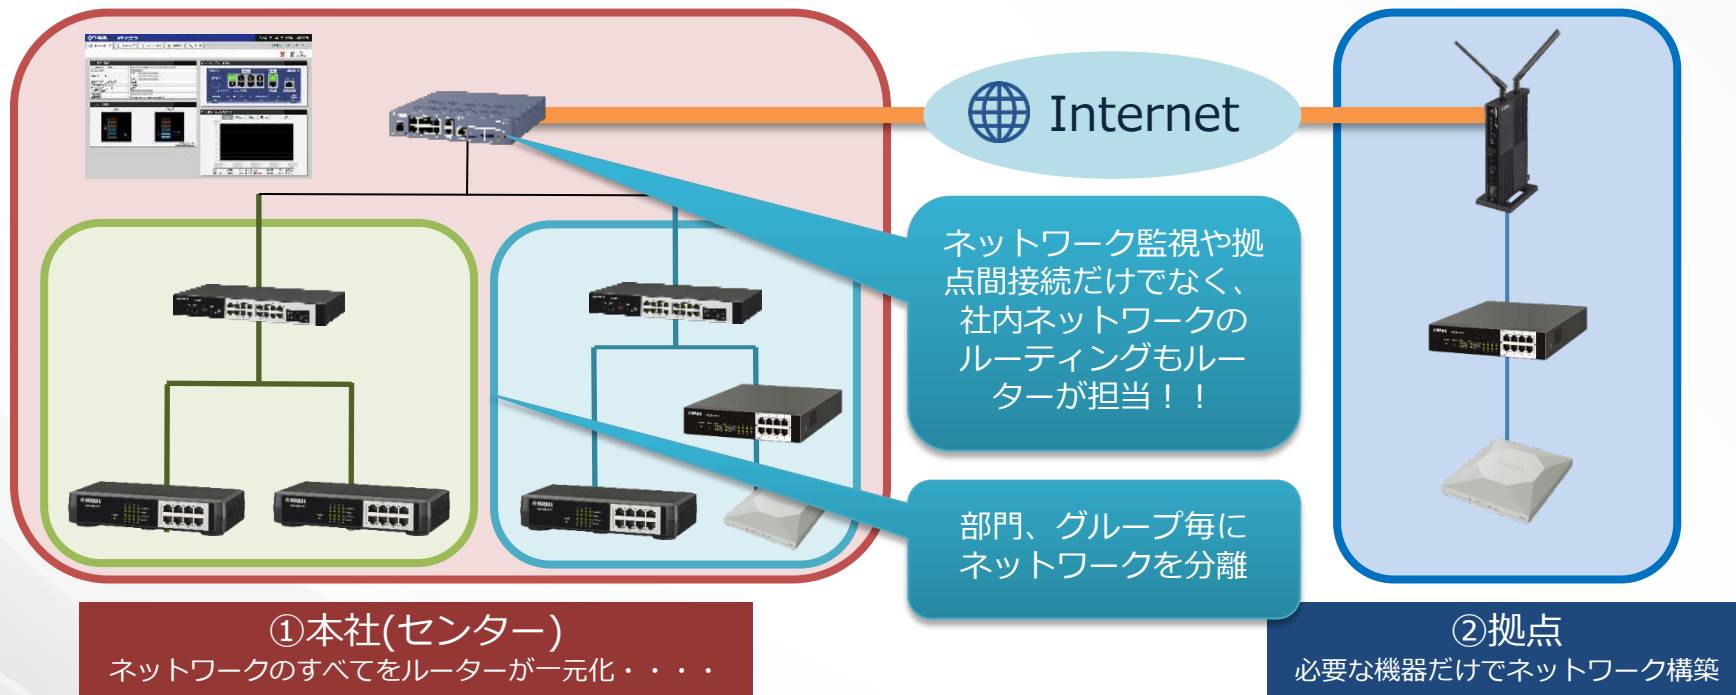 Internet
ネットワーク監視や拠
点間接続だけでなく、
社内ネットワークの
ルーティングもルー
ターが担当！！
部門、グループ毎に
ネットワークを分離
①本社(センター)
ネットワークのすべてをルーターが一元化・・・・
②拠点
必要な機器だけでネットワーク構築